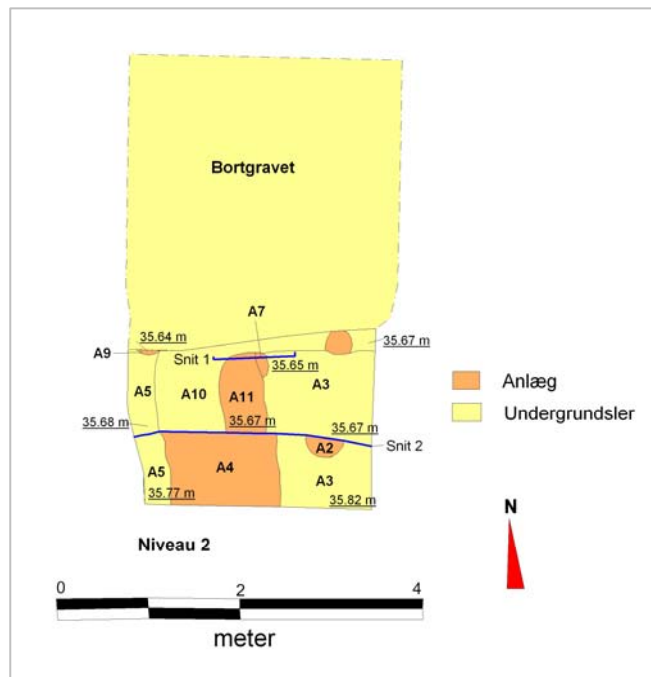 Bortgravet
A7
35.64 m
35.67 m
A9
Snit 1
35.65 m
A5
A10
A11
A3
Anlæg
Undergrundsler
35.68 m
35.67 m
35.67 m
Snit 2
A2
A5
A4
A3
35.77 m
35.82 m
N
Niveau 2
0
2
4
meter